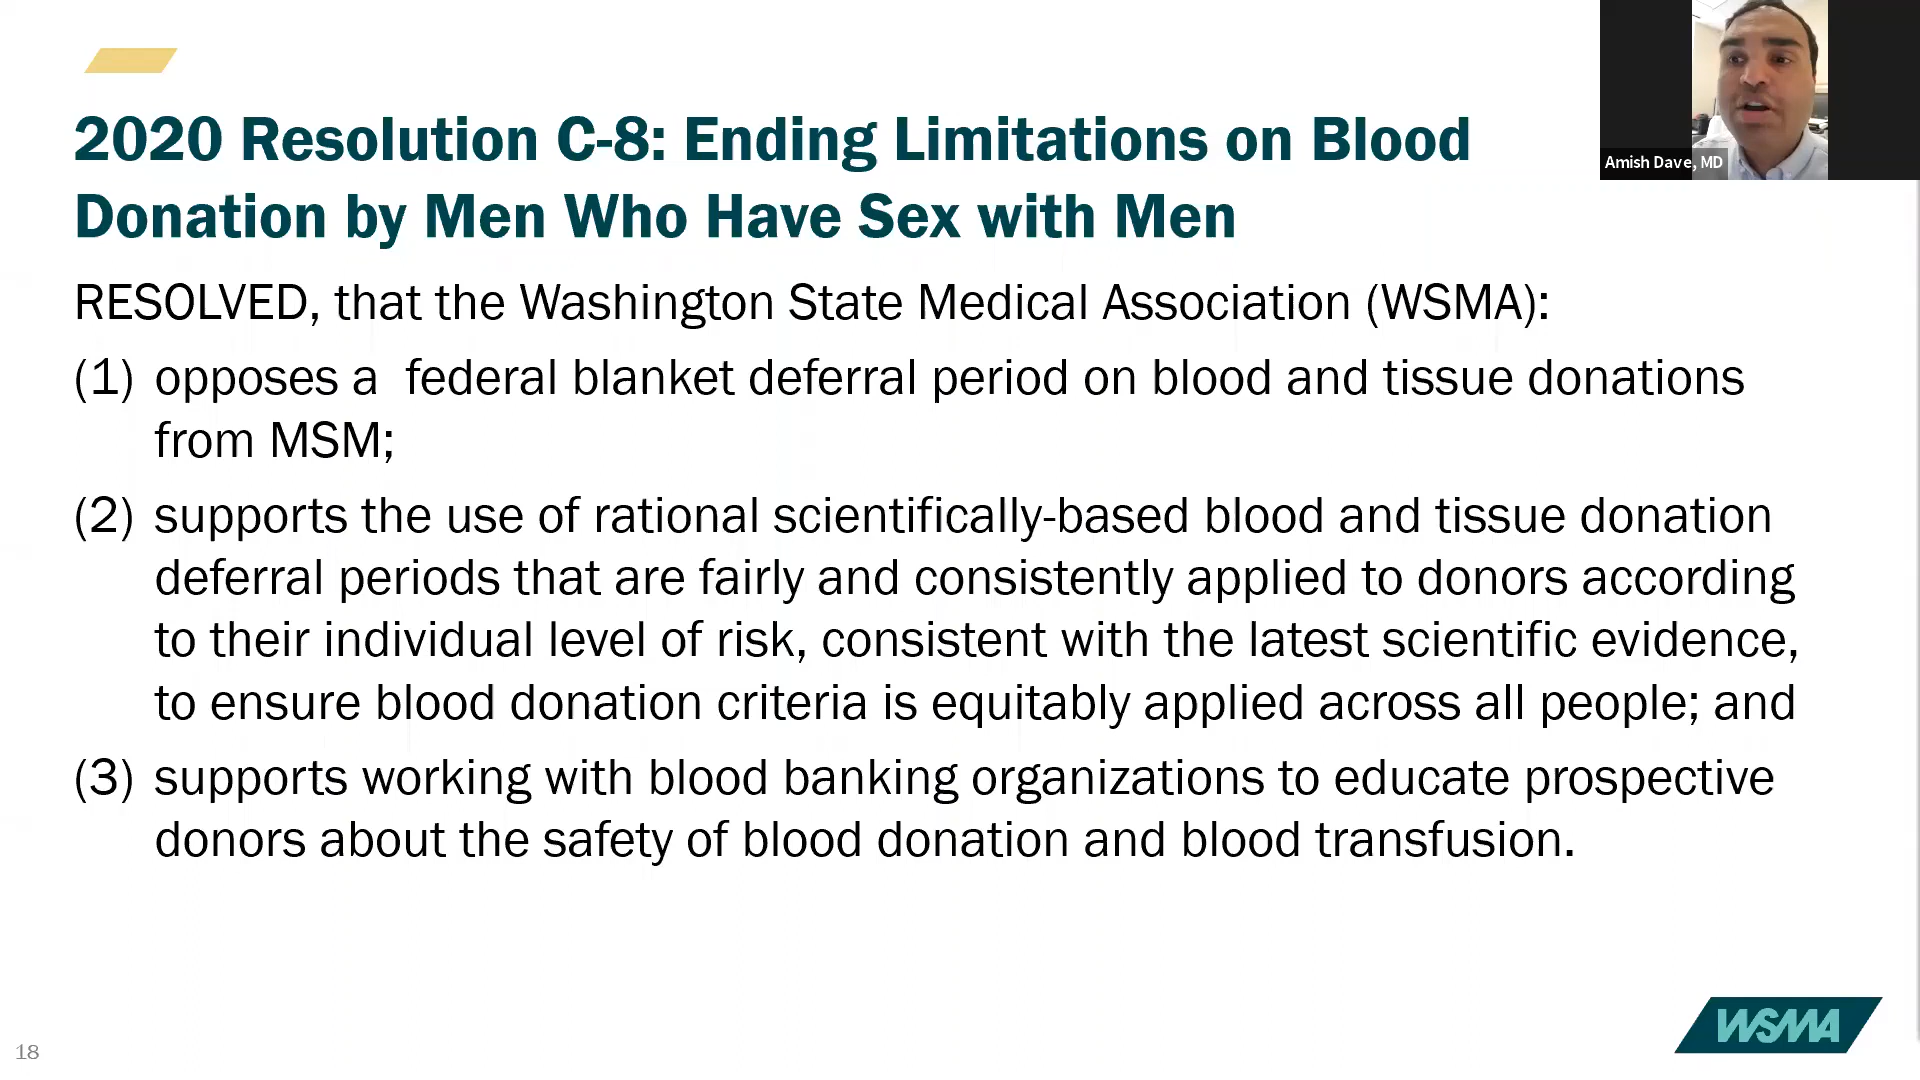 2020 Resolution C-8: Ending Limitations on Blood
Donation by Men Who Have Sex with Men
Amish Dave, MD
RESOLVED, that the Washington State Medical Association (WSMA):
(1) opposes a  federal blanket deferral period on blood and tissue donations
from MSM;
(2) supports the use of rational scientifically-based blood and tissue donation
deferral periods that are fairly and consistently applied to donors according
to their individual level of risk, consistent with the latest scientific evidence,
to ensure blood donation criteria is equitably applied across all people; and
(3) supports working with blood banking organizations to educate prospective
donors about the safety of blood donation and blood transfusion.
WSMA
18